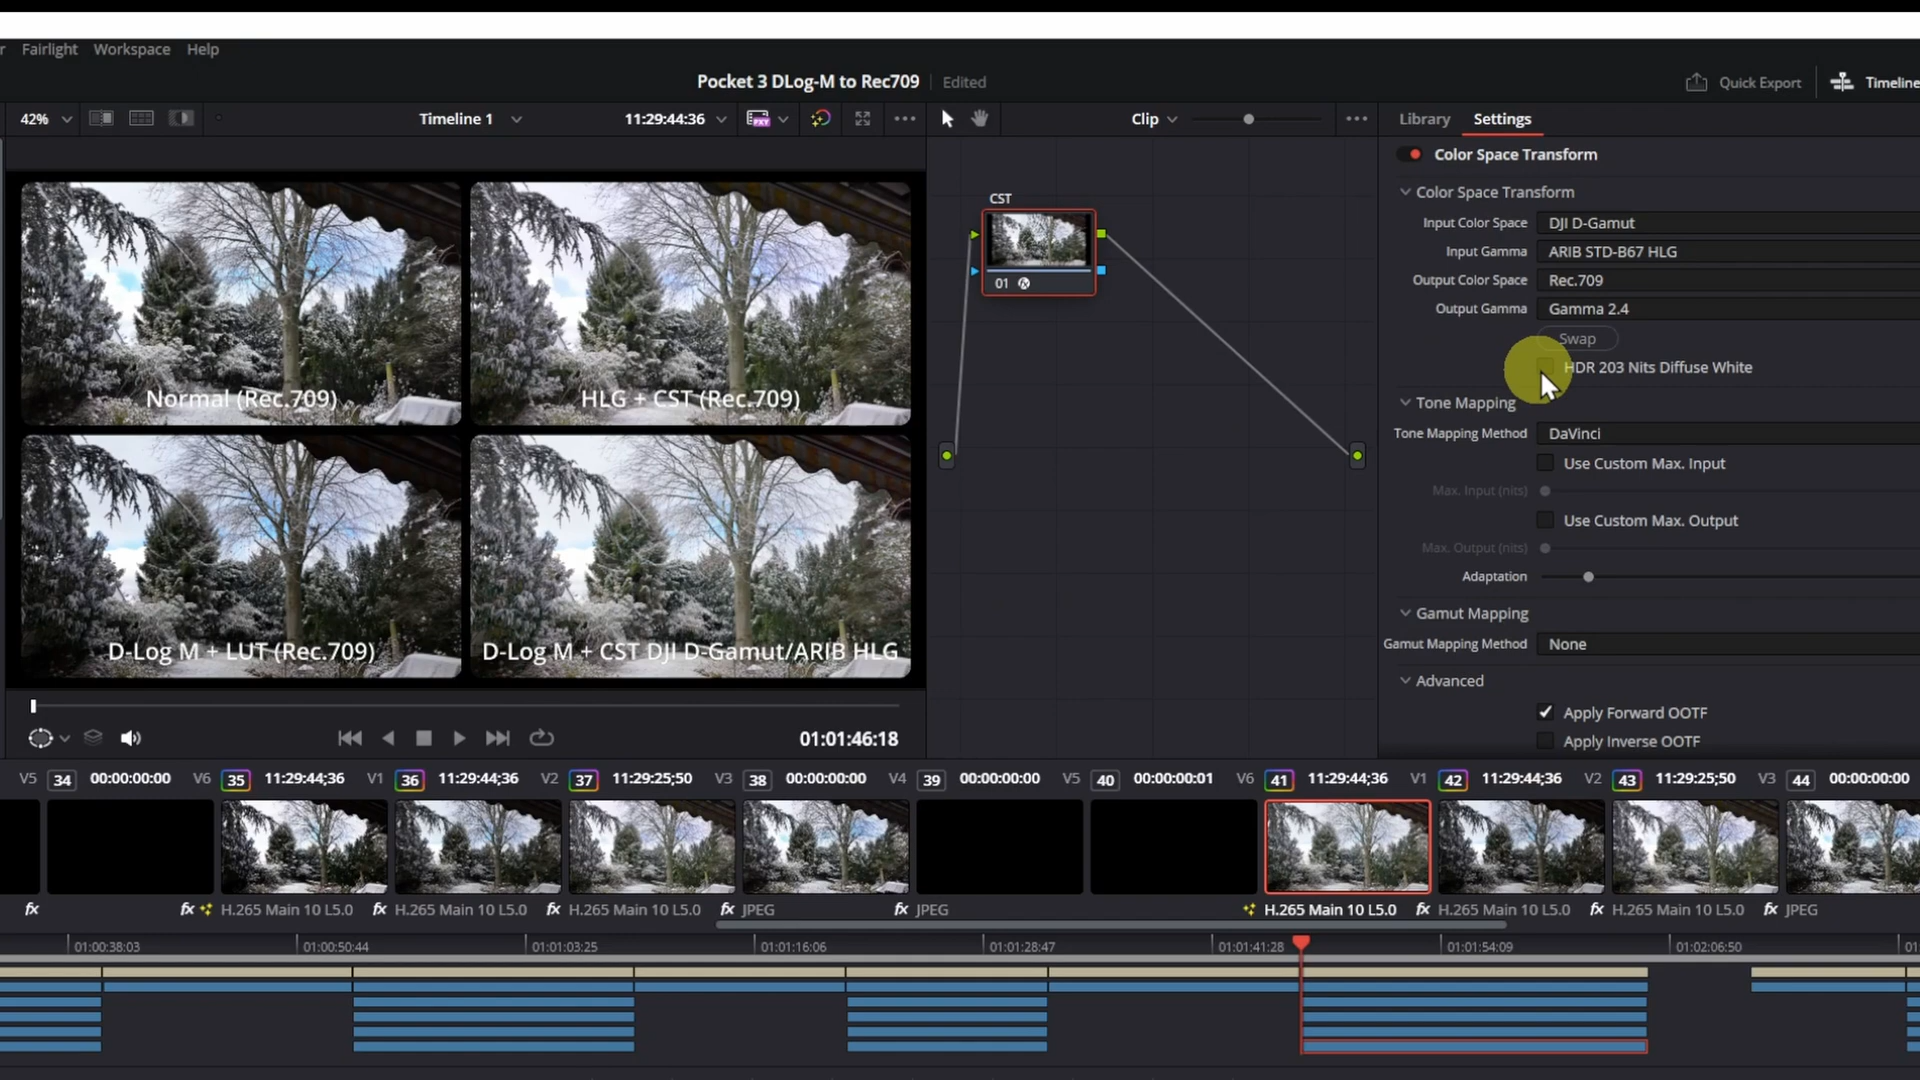 r Fairlight Workspace Help
Pocket 3 DLog-M to Rec709 Edited
Quick Export Timeline
42% Timeline 1 11:29:44:36 PXY Clip Library Settings
Color Space Transform
Color Space Transform
Input Color Space DJI D-Gamut
Input Gamma ARIB STD-B67 HLG
Output Color Space Rec.709
Output Gamma Gamma 2.4
Swap
HDR 203 Nits Diffuse White
Tone Mapping
Tone Mapping Method DaVinci
Use Custom Max. Input
Max. Input (nits)
Use Custom Max. Output
Max. Output (nits)
Adaptation
Gamut Mapping
Gamut Mapping Method None
Advanced
Apply Forward OOTF
Apply Inverse OOTF
CST
01
Normal (Rec.709)
HLG + CST (Rec.709)
D-Log M + LUT (Rec.709)
D-Log M + CST DJI D-Gamut/ARIB HLG
01:01:46:18
V5 34 00:00:00:00 V6 35 11:29:44;36 V1 36 11:29:44;36 V2 37 11:29:25;50 V3 38 00:00:00:00 V4 39 00:00:00:00 V5 40 00:00:00:01 V6 41 11:29:44;36 V1 42 11:29:44;36 V2 43 11:29:25;50 V3 44 00:00:00:00
fx fx H.265 Main 10 L5.0 fx H.265 Main 10 L5.0 fx H.265 Main 10 L5.0 fx JPEG fx JPEG H.265 Main 10 L5.0 fx H.265 Main 10 L5.0 fx H.265 Main 10 L5.0 fx JPEG
01:00:38:03 01:00:50:44 01:01:03:25 01:01:16:06 01:01:28:47 01:01:41:28 01:01:54:09 01:02:06:50 01